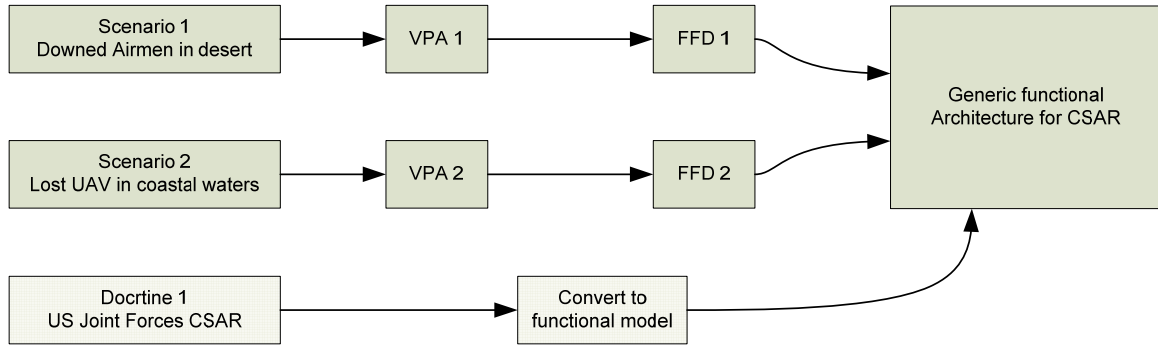 Scenario 1
Downed Airmen in desert
VPA 1
FFD 1
Generic functional
Architecture for CSAR
Scenario 2
Lost UAV in coastal waters
VPA 2
FFD 2
Docrtine 1
US Joint Forces CSAR
Convert to
functional model